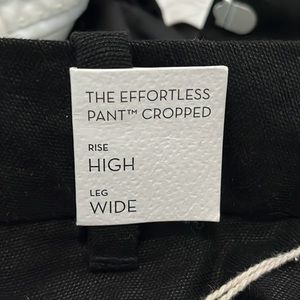 THE EFFORTLESS
PANT™ CROPPED
RISE
HIGH
LEG
WIDE